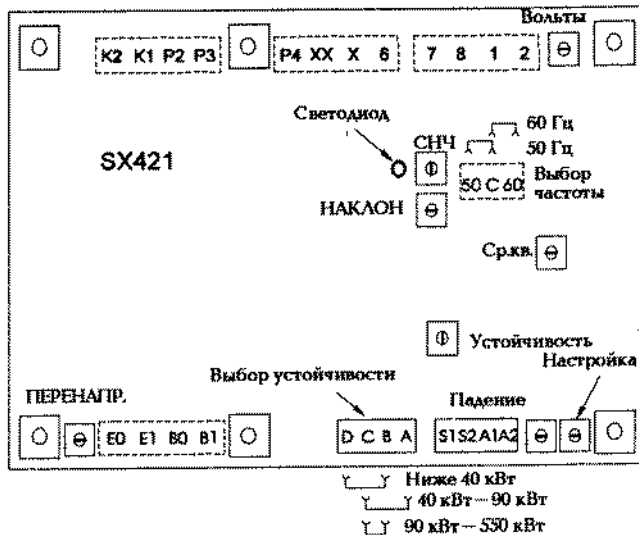 Вольты
K2 K1 P2 P3
P4 XX X 6
7 8 1 2
Светодиод
60 Гц
50 Гц
СНЧ
SX421
50 C 60
Выбор
частоты
НАКЛОН
Ср.кв.
Устойчивость
Настройка
Выбор устойчивости
ПЕРЕНАПР.
Падение
E0 E1 B0 B1
D C B A
S1 S2 A1 A2
Ниже 40 кВт
40 кВт – 90 кВт
90 кВт – 550 кВт